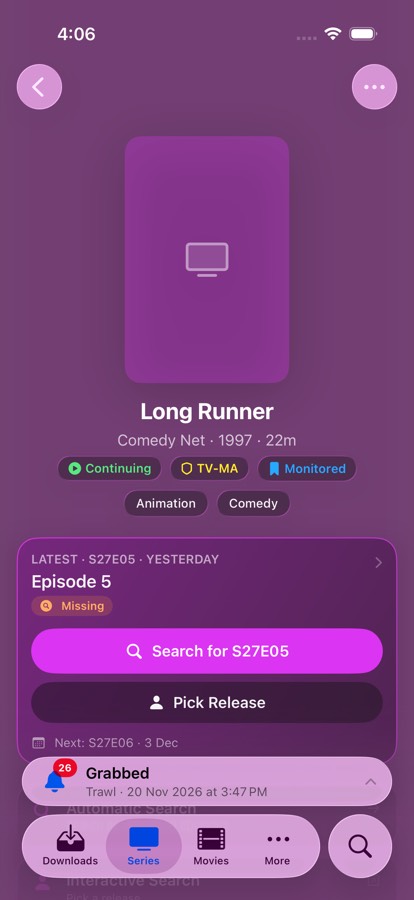 4:06
Long Runner
Comedy Net · 1997 · 22m
Continuing
TV-MA
Monitored
Animation
Comedy
LATEST · S27E05 · YESTERDAY
Episode 5
Missing
Search for S27E05
Pick Release
Next: S27E06 · 3 Dec
26
Grabbed
Trawl · 20 Nov 2026 at 3:47 PM
Automatic Search
Downloads
Series
Movies
More
Interactive Search
Pick a release